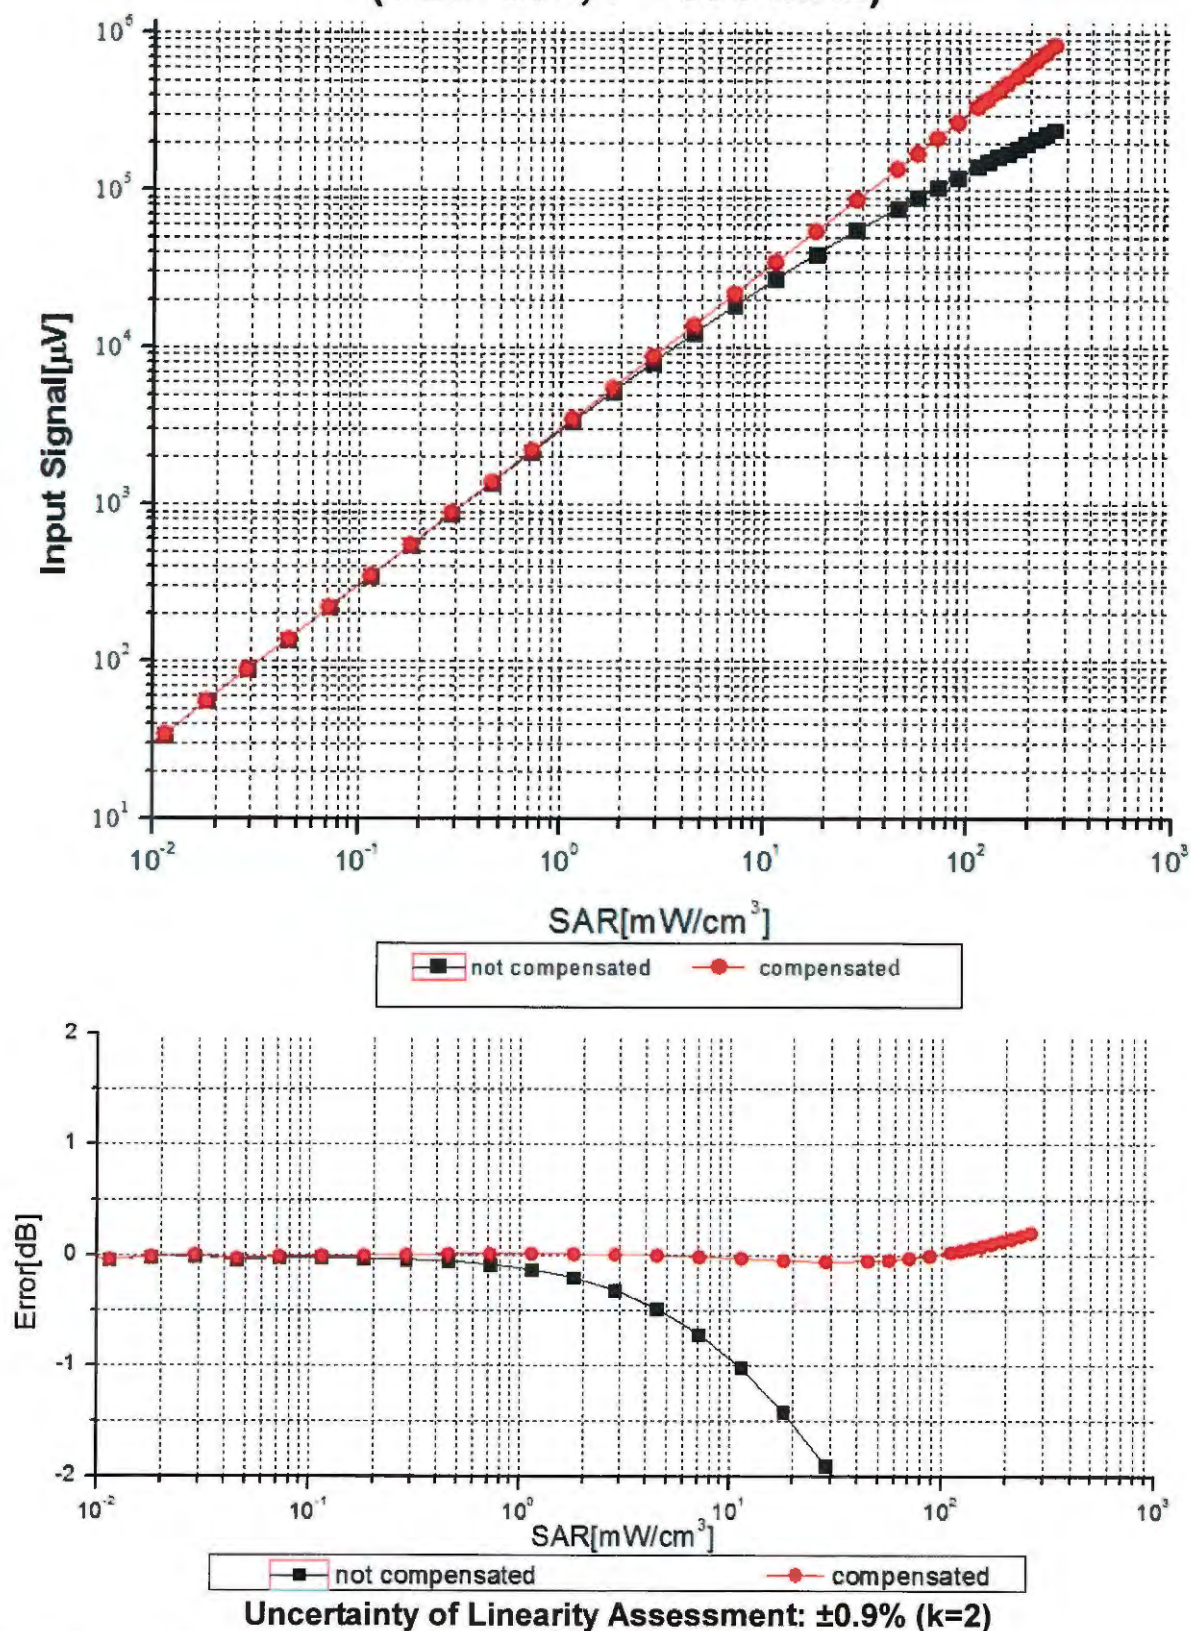 10^6
10^5
10^4
10^3
10^2
10^1
Input Signal[µV]
10^-2 10^-1 10^0 10^1 10^2 10^3
SAR[mW/cm^3]
not compensated compensated
2
1
0
-1
-2
Error[dB]
10^-2 10^-1 10^0 10^1 10^2 10^3
SAR[mW/cm^3]
not compensated compensated
Uncertainty of Linearity Assessment: ±0.9% (k=2)